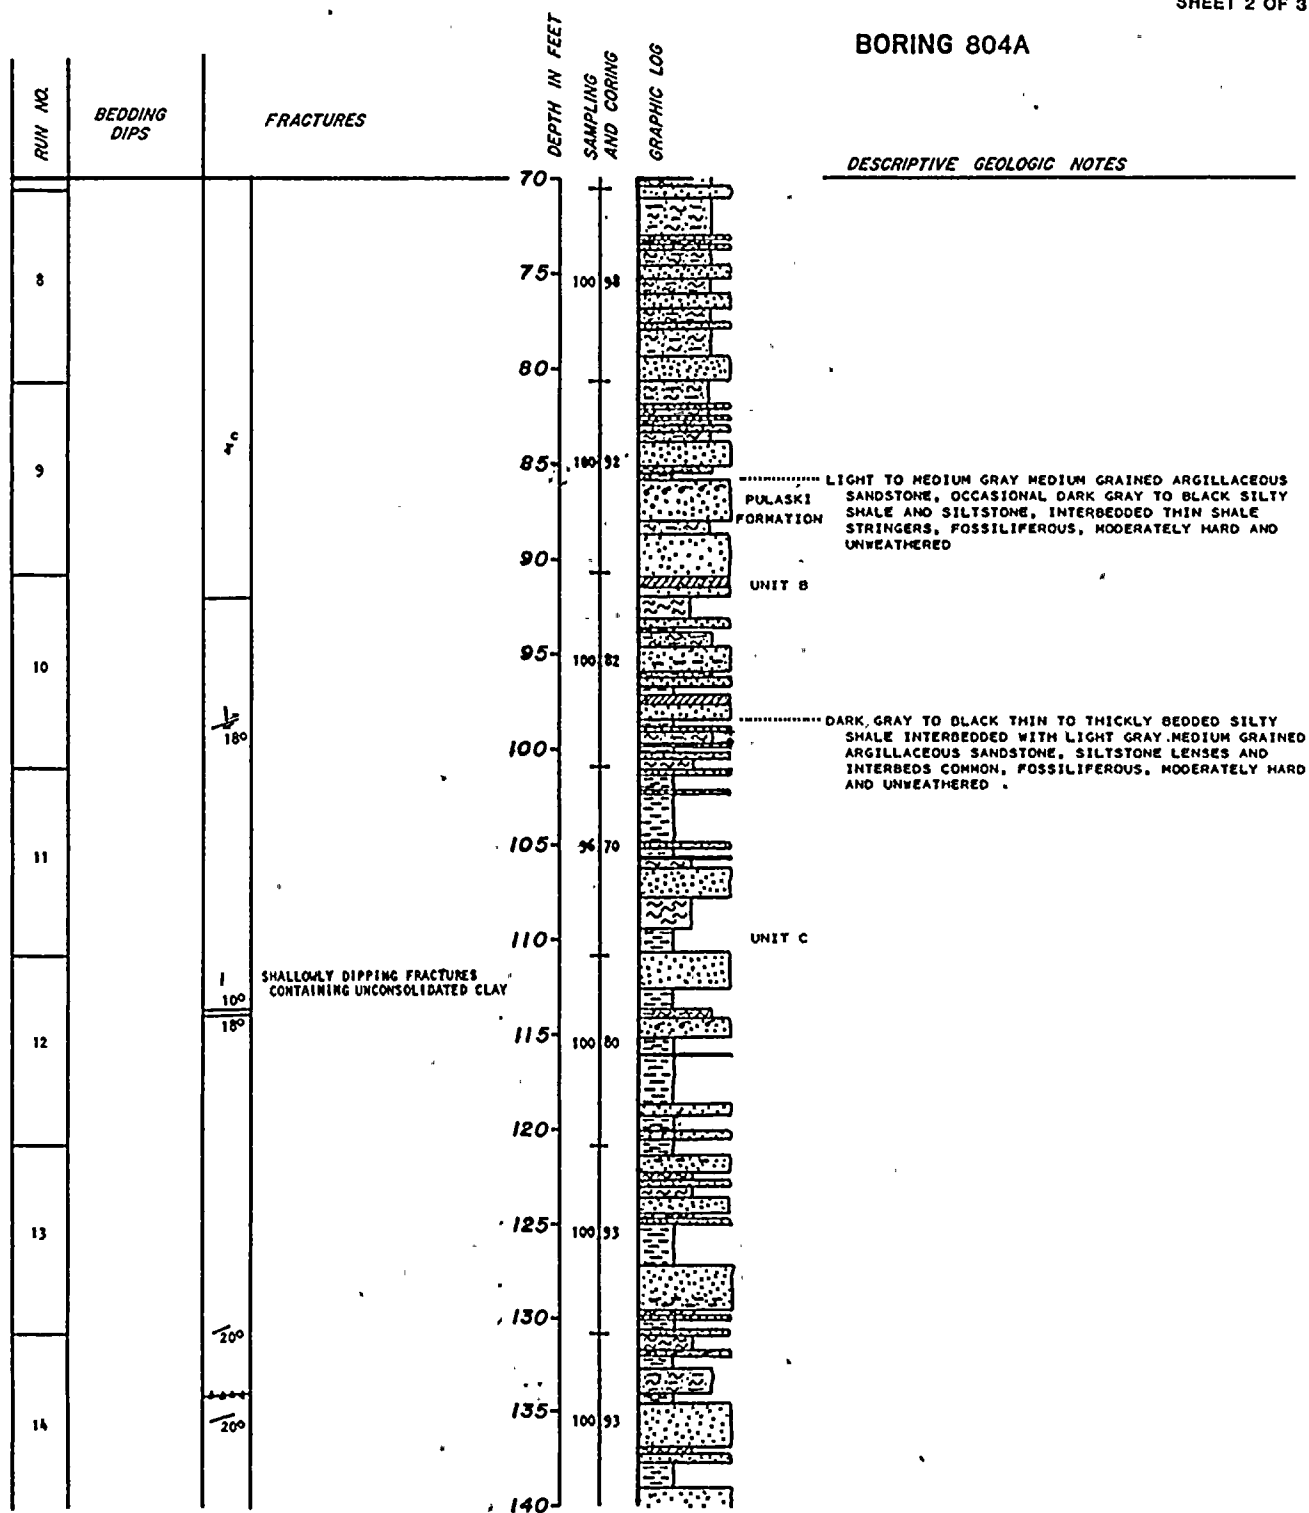 SHEET 2 OF 3
BORING 804A
RUN NO.
BEDDING
DIPS
FRACTURES
DEPTH IN FEET
SAMPLING
AND CORING
GRAPHIC LOG
DESCRIPTIVE GEOLOGIC NOTES
70
8
75
100 98
80
C
9
85
100 92
PULASKI
FORMATION
LIGHT TO MEDIUM GRAY MEDIUM GRAINED ARGILLACEOUS
SANDSTONE, OCCASIONAL DARK GRAY TO BLACK SILTY
SHALE AND SILTSTONE, INTERBEDDED THIN SHALE
STRINGERS, FOSSILIFEROUS, MODERATELY HARD AND
UNWEATHERED
90
UNIT B
10
95
100 82
18°
100
DARK GRAY TO BLACK THIN TO THICKLY BEDDED SILTY
SHALE INTERBEDDED WITH LIGHT GRAY MEDIUM GRAINED
ARGILLACEOUS SANDSTONE, SILTSTONE LENSES AND
INTERBEDS COMMON, FOSSILIFEROUS, MODERATELY HARD
AND UNWEATHERED .
11
105
96 70
110
UNIT C
10°
SHALLOWLY DIPPING FRACTURES
CONTAINING UNCONSOLIDATED CLAY
18°
12
115
100 80
120
13
125
100 93
130
20°
14
20°
135
100 93
140